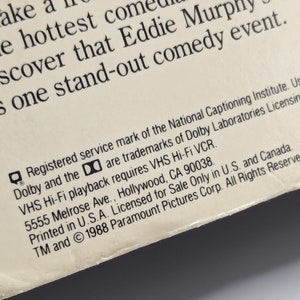 ake a fro
e hottest comedia
scover that Eddie Murphy's
s one stand-out comedy event.
Registered service mark of the National Captioning Institute. Us
Dolby and the are trademarks of Dolby Laboratories Licensing
VHS Hi-Fi playback requires VHS Hi-Fi VCR.
5555 Melrose Ave., Hollywood, CA 90038.
Printed in U.S.A. Licensed for Sale Only in U.S. and Canada.
TM and © 1988 Paramount Pictures Corp. All Rights Reserve